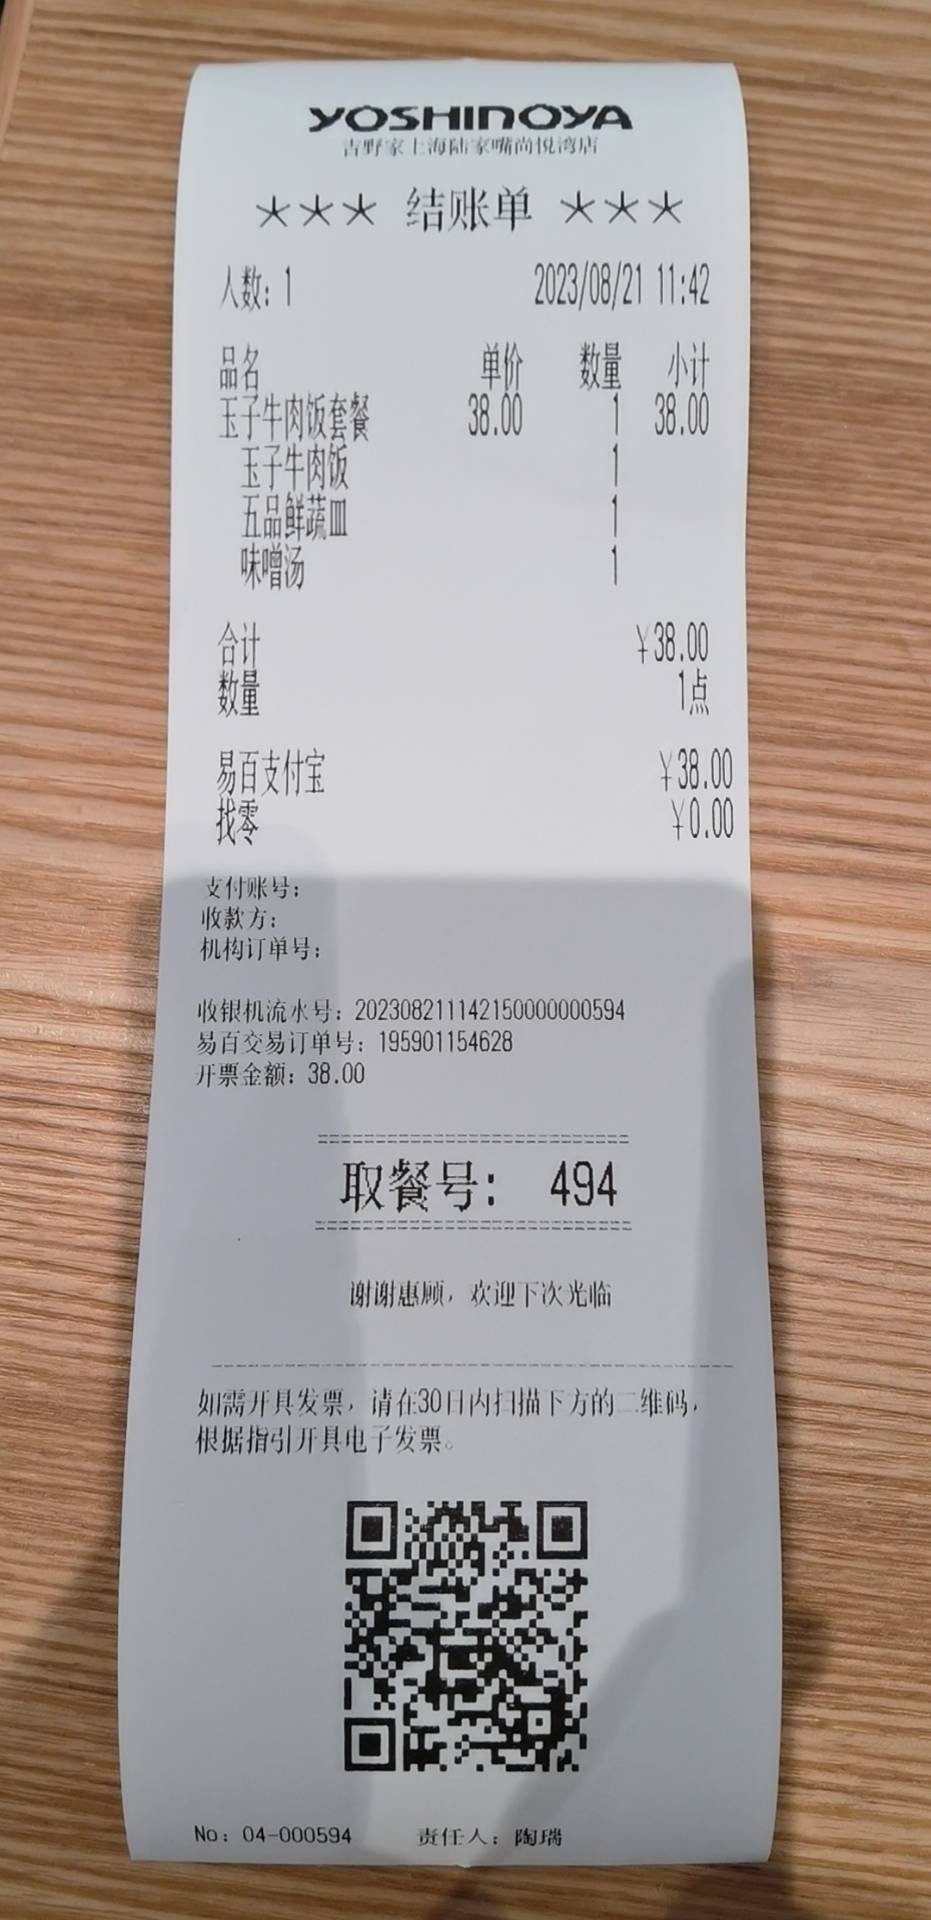 YOSHINOYA
吉野家上海陆家嘴尚悦湾店
*** 结账单 ***
人数: 1 2023/08/21 11:42
品名 单价 数量 小计
玉子牛肉饭套餐 38.00 1 38.00
玉子牛肉饭 1
五品鲜蔬皿 1
味噌汤 1
合计 ¥38.00
数量 1点
易百支付宝 ¥38.00
找零 ¥0.00
支付账号:
收款方:
机构订单号:
收银机流水号: 2023082111142150000000594
易百交易订单号: 195901154628
开票金额: 38.00
取餐号: 494
谢谢惠顾，欢迎下次光临
如需开具发票，请在30日内扫描下方的二维码，
根据指引开具电子发票。
No: 04-000594 责任人: 陶瑞